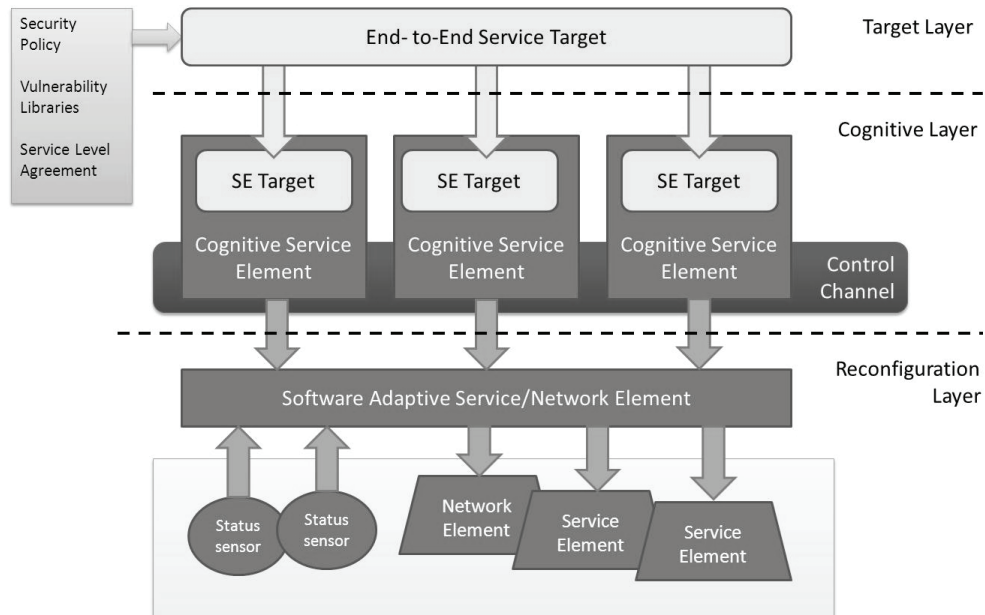 Security
Policy
Vulnerability
Libraries
Service Level
Agreement
End- to-End Service Target
Target Layer
Cognitive Layer
SE Target
SE Target
SE Target
Cognitive Service
Element
Cognitive Service
Element
Cognitive Service
Element
Control
Channel
Reconfiguration
Layer
Software Adaptive Service/Network Element
Status
sensor
Status
sensor
Network
Element
Service
Element
Service
Element